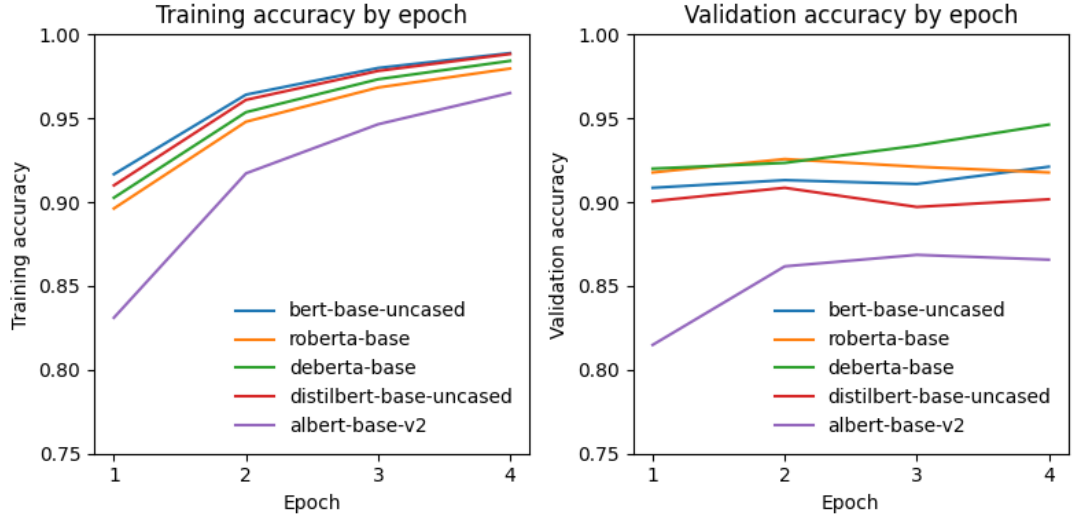 Training accuracy by epoch
1.00
0.95
0.90
0.85
0.80
0.75
Training accuracy
1 2 3 4
Epoch
bert-base-uncased
roberta-base
deberta-base
distilbert-base-uncased
albert-base-v2
Validation accuracy by epoch
1.00
0.95
0.90
0.85
0.80
0.75
Validation accuracy
1 2 3 4
Epoch
bert-base-uncased
roberta-base
deberta-base
distilbert-base-uncased
albert-base-v2